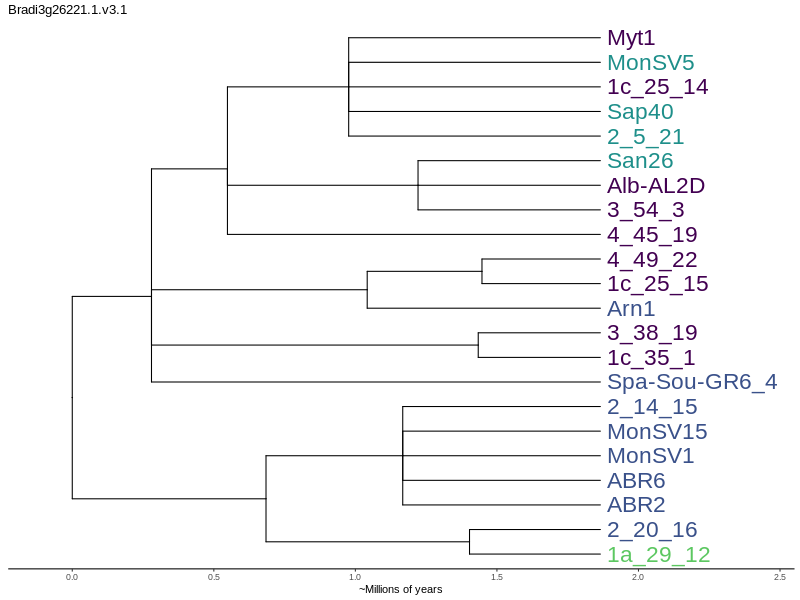 Bradi3g26221.1.v3.1
Myt1
MonSV5
1c_25_14
Sap40
2_5_21
San26
Alb-AL2D
3_54_3
4_45_19
4_49_22
1c_25_15
Arn1
3_38_19
1c_35_1
Spa-Sou-GR6_4
2_14_15
MonSV15
MonSV1
ABR6
ABR2
2_20_16
1a_29_12
0.0 0.5 1.0 1.5 2.0 2.5
~Millions of years